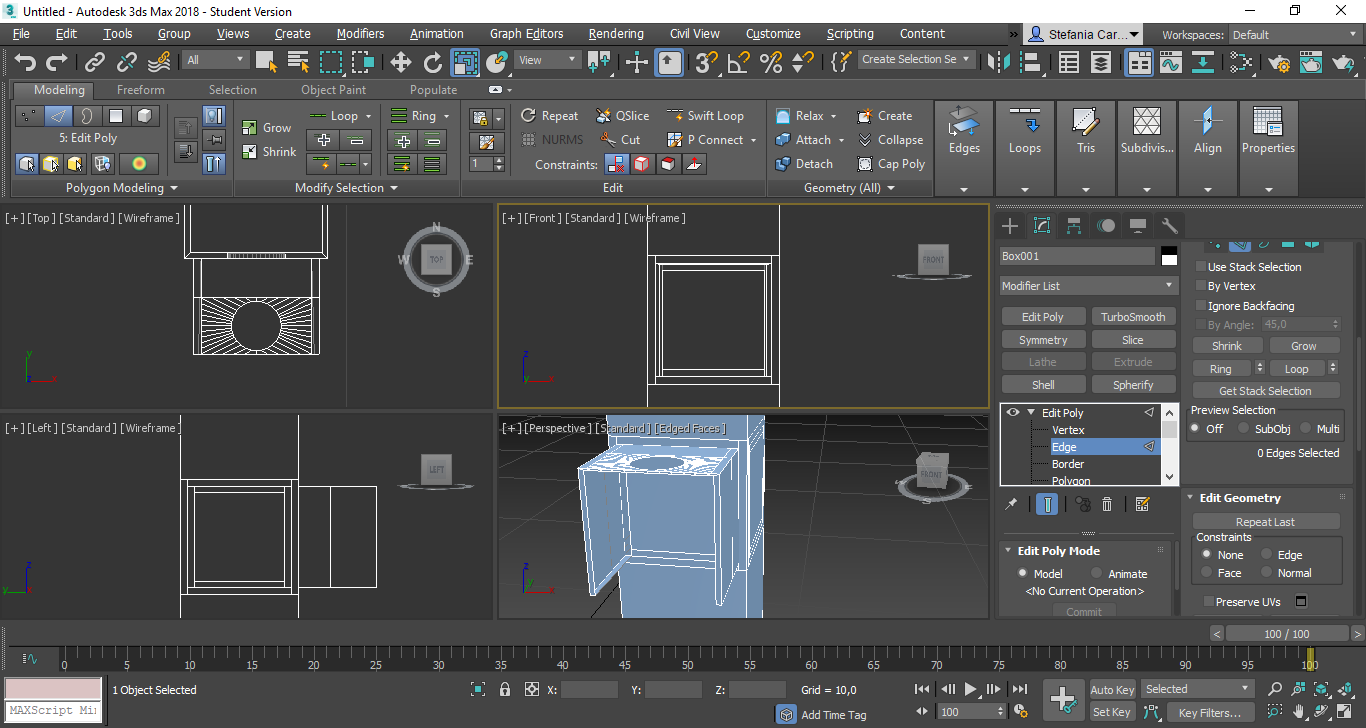 Untitled - Autodesk 3ds Max 2018 - Student Version
File Edit Tools Group Views Create Modifiers Animation Graph Editors Rendering Civil View Customize Scripting Content » Stefania Car... Workspaces: Default
All View Create Selection Se
Modeling Freeform Selection Object Paint Populate
5: Edit Poly
Grow
Shrink
Loop Ring
Repeat QSlice Swift Loop
NURMS Cut P Connect
1 Constraints:
Relax Create
Attach Collapse
Detach Cap Poly
Edges Loops Tris Subdivis... Align Properties
Polygon Modeling Modify Selection Edit Geometry (All)
[+] [Top] [Standard] [Wireframe]
N
W TOP E
S
[+] [Front] [Standard] [Wireframe]
FRONT
y
x
z
x
y
[+] [Left] [Standard] [Wireframe]
LEFT
z
y
[+] [Perspective] [Standard] [Edged Faces]
FRONT
S
z
y
x
Box001
Modifier List
Edit Poly TurboSmooth
Symmetry Slice
Lathe Extrude
Shell Spherify
Edit Poly
Vertex
Edge
Border
Polygon
Edit Poly Mode
Model Animate
<No Current Operation>
Commit
Use Stack Selection
By Vertex
Ignore Backfacing
By Angle: 45,0
Shrink Grow
Ring Loop
Get Stack Selection
Preview Selection
Off SubObj Multi
0 Edges Selected
Edit Geometry
Repeat Last
Constraints
None Edge
Face Normal
Preserve UVs
< 100 / 100 >
0 5 10 15 20 25 30 35 40 45 50 55 60 65 70 75 80 85 90 95 100
MAXScript Mi
1 Object Selected
X: Y: Z: Grid = 10,0
Add Time Tag
100
Auto Key Selected
Set Key Key Filters...